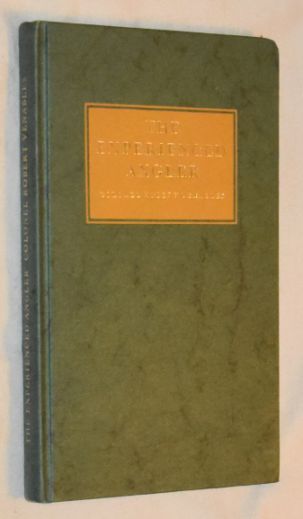 THE
EXPERIENCED
ANGLER
COLONEL ROBERT VENABLES
THE EXPERIENCED ANGLER COLONEL ROBERT VENABLES